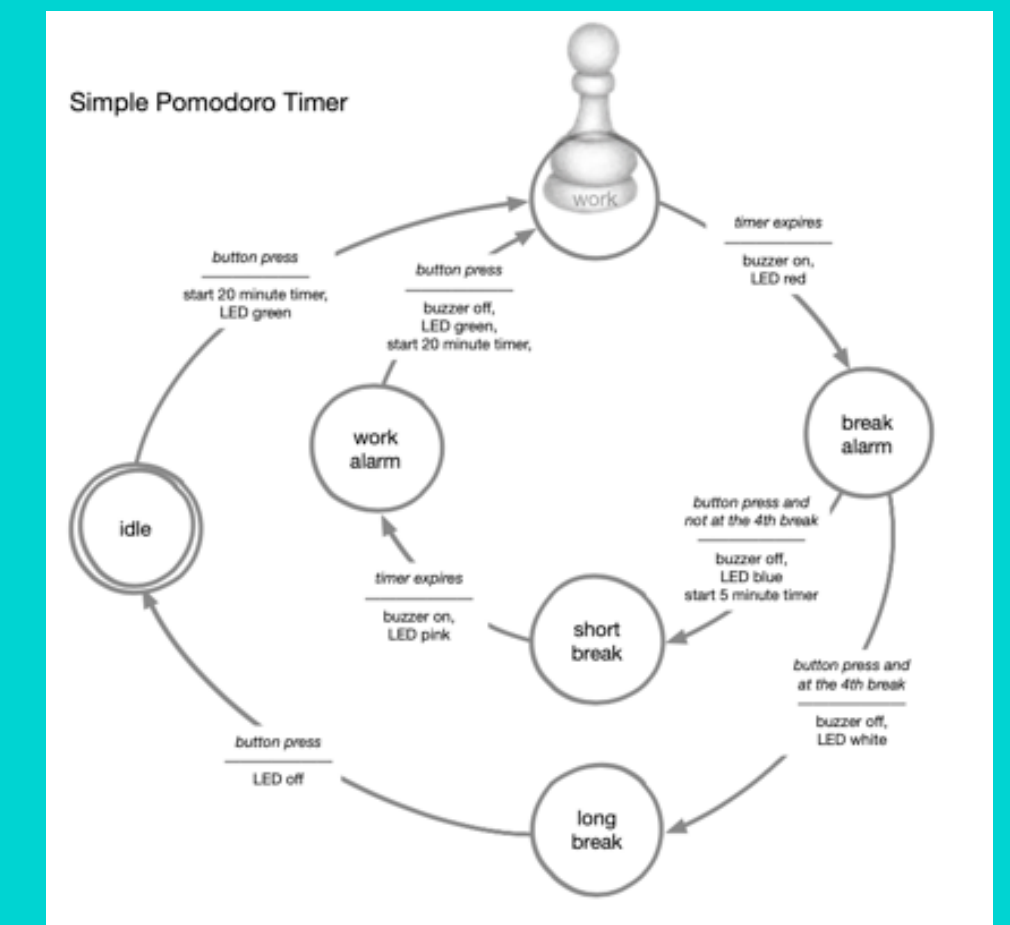 Simple Pomodoro Timer
work
timer expires
buzzer on,
LED red
button press
start 20 minute timer,
LED green
button press
buzzer off,
LED green,
start 20 minute timer,
work
alarm
break
alarm
idle
button press and
not at the 4th break
buzzer off,
LED blue
start 5 minute timer
timer expires
buzzer on,
LED pink
short
break
button press and
at the 4th break
buzzer off,
LED white
button press
LED off
long
break